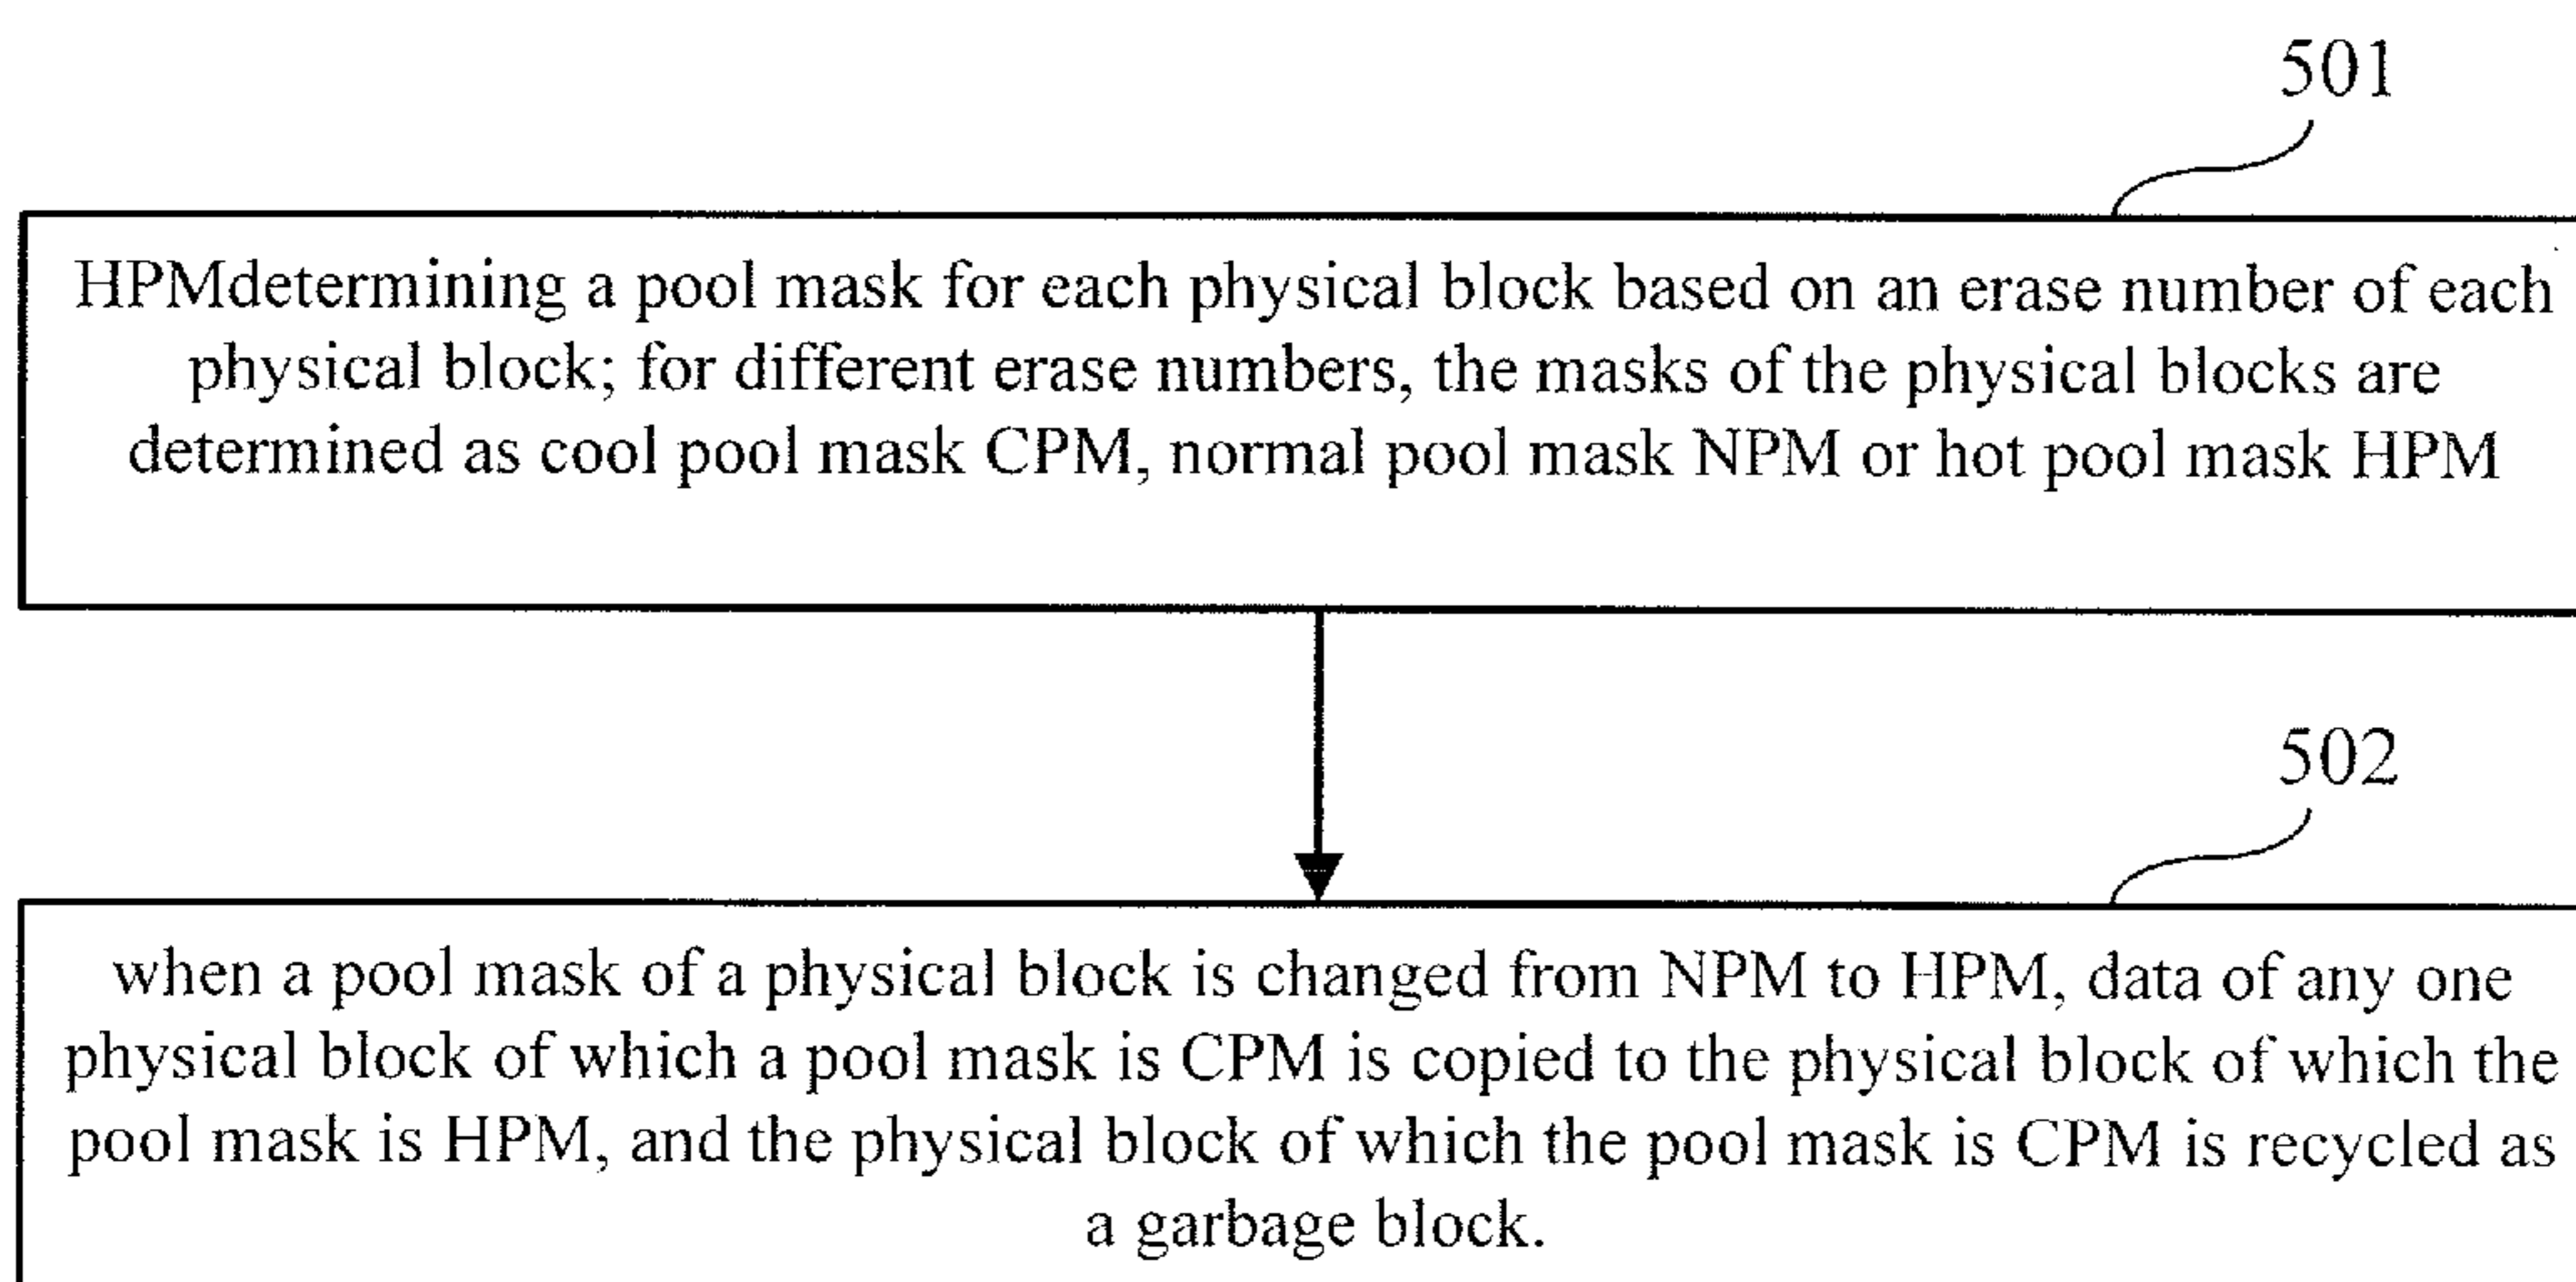 501
HPMdetermining a pool mask for each physical block based on an erase number of each
physical block; for different erase numbers, the masks of the physical blocks are
determined as cool pool mask CPM, normal pool mask NPM or hot pool mask HPM
502
when a pool mask of a physical block is changed from NPM to HPM, data of any one
physical block of which a pool mask is CPM is copied to the physical block of which the
pool mask is HPM, and the physical block of which the pool mask is CPM is recycled as
a garbage block.